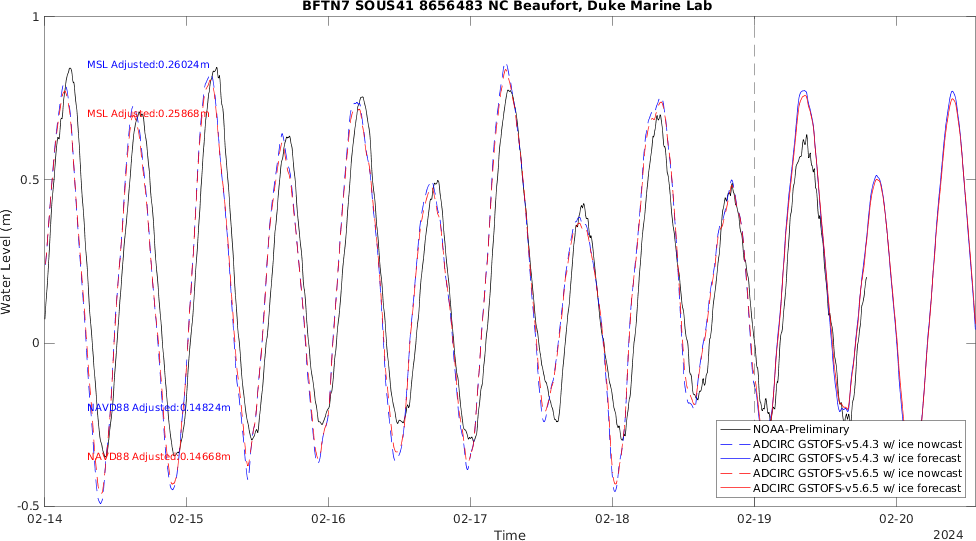 BFTN7 SOUS41 8656483 NC Beaufort, Duke Marine Lab
1
MSL Adjusted:0.26024m
MSL Adjusted:0.25868m
0.5
Water Level (m)
0
NAVD88 Adjusted:0.14824m
NAVD88 Adjusted:0.14668m
NOAA-Preliminary
ADCIRC GSTOFS-v5.4.3 w/ ice nowcast
ADCIRC GSTOFS-v5.4.3 w/ ice forecast
ADCIRC GSTOFS-v5.6.5 w/ ice nowcast
ADCIRC GSTOFS-v5.6.5 w/ ice forecast
-0.5
02-14 02-15 02-16 02-17 02-18 02-19 02-20
Time
2024